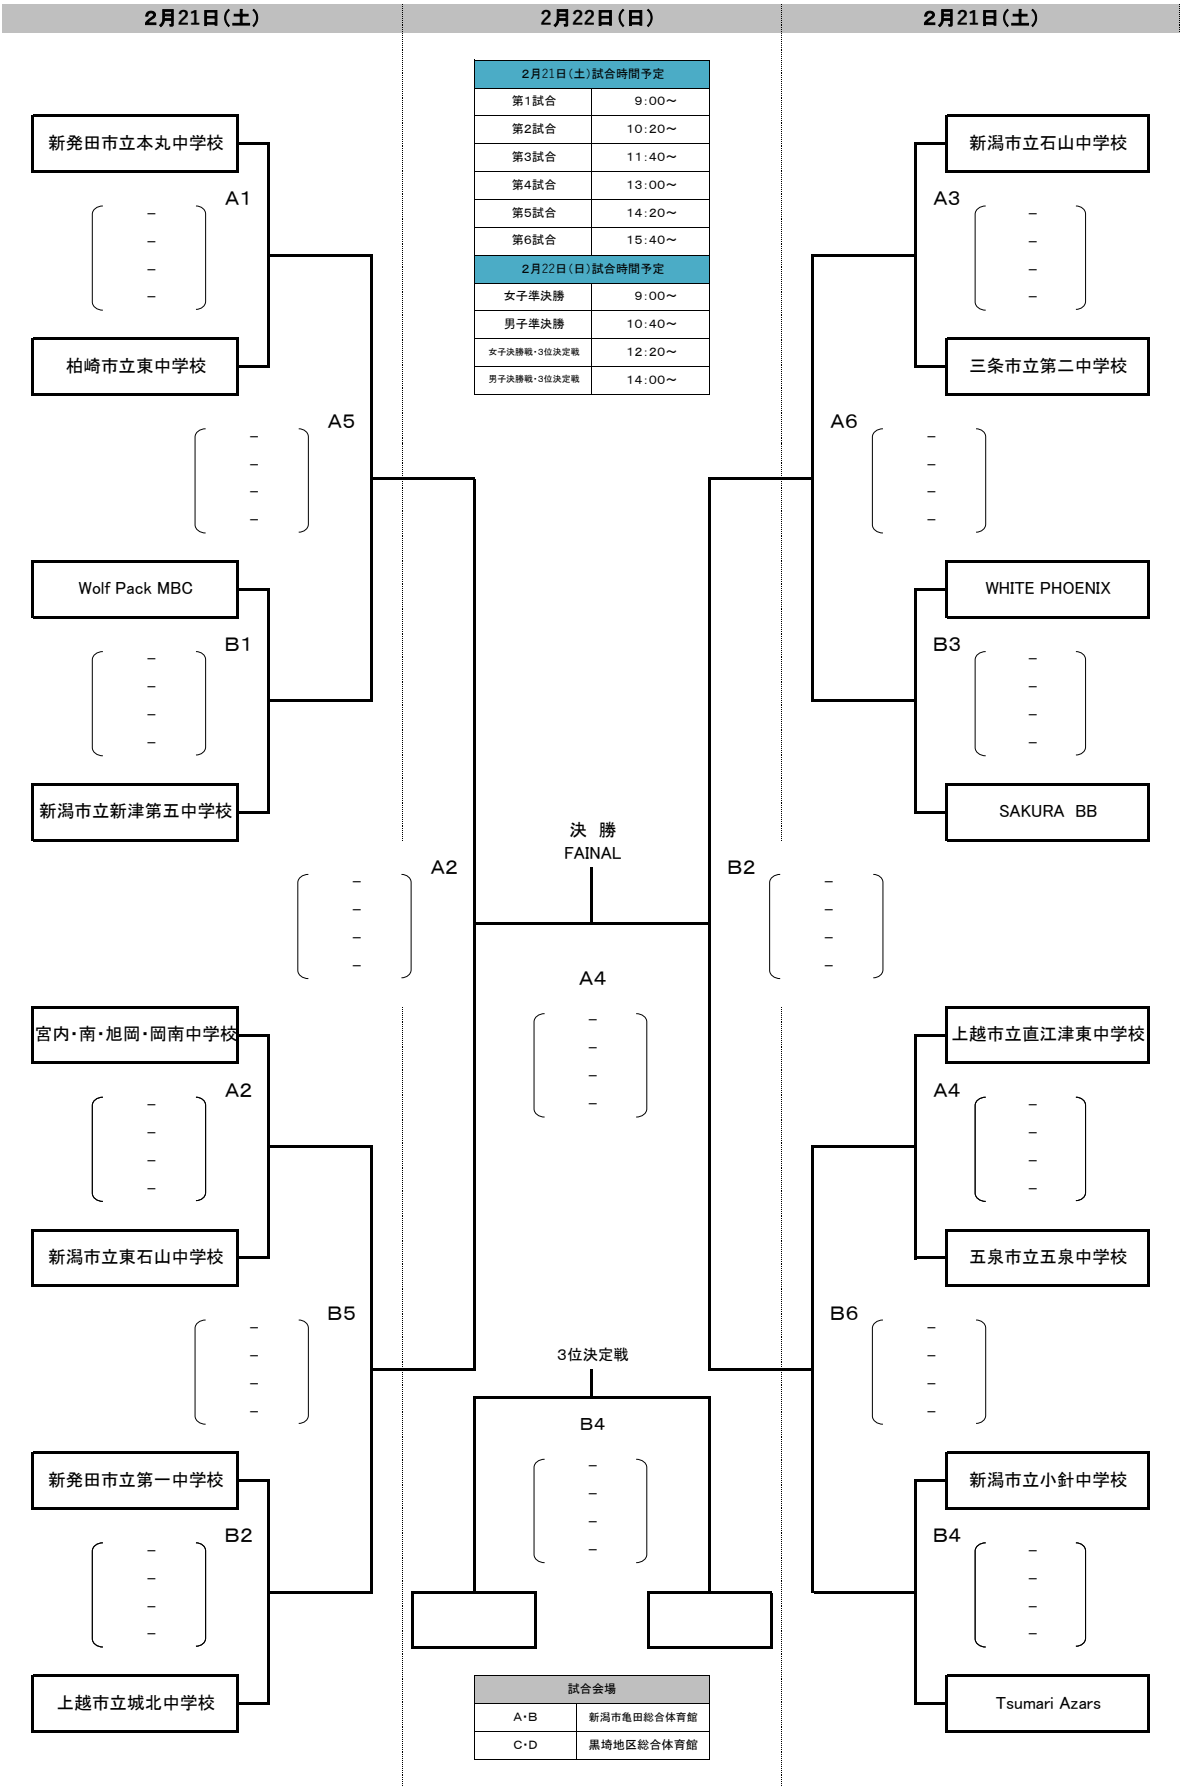 2月21日(土)
2月22日(日)
2月21日(土)
2月21日(土)試合時間予定
第1試合 9:00～
第2試合 10:20～
第3試合 11:40～
第4試合 13:00～
第5試合 14:20～
第6試合 15:40～
2月22日(日)試合時間予定
女子準決勝 9:00～
男子準決勝 10:40～
女子決勝戦・3位決定戦 12:20～
男子決勝戦・3位決定戦 14:00～
新発田市立本丸中学校
A1
－
－
－
－
柏崎市立東中学校
A5
－
－
－
－
Wolf Pack MBC
B1
－
－
－
－
新潟市立新津第五中学校
A2
－
－
－
－
宮内・南・旭岡・岡南中学校
A2
－
－
－
－
新潟市立東石山中学校
B5
－
－
－
－
新発田市立第一中学校
B2
－
－
－
－
上越市立城北中学校
決 勝
FAINAL
A4
－
－
－
－
3位決定戦
B4
－
－
－
－
試合会場
A・B 新潟市亀田総合体育館
C・D 黒埼地区総合体育館
新潟市立石山中学校
A3
－
－
－
－
三条市立第二中学校
A6
－
－
－
－
WHITE PHOENIX
B3
－
－
－
－
SAKURA BB
B2
－
－
－
－
上越市立直江津東中学校
A4
－
－
－
－
五泉市立五泉中学校
B6
－
－
－
－
新潟市立小針中学校
B4
－
－
－
－
Tsumari Azars